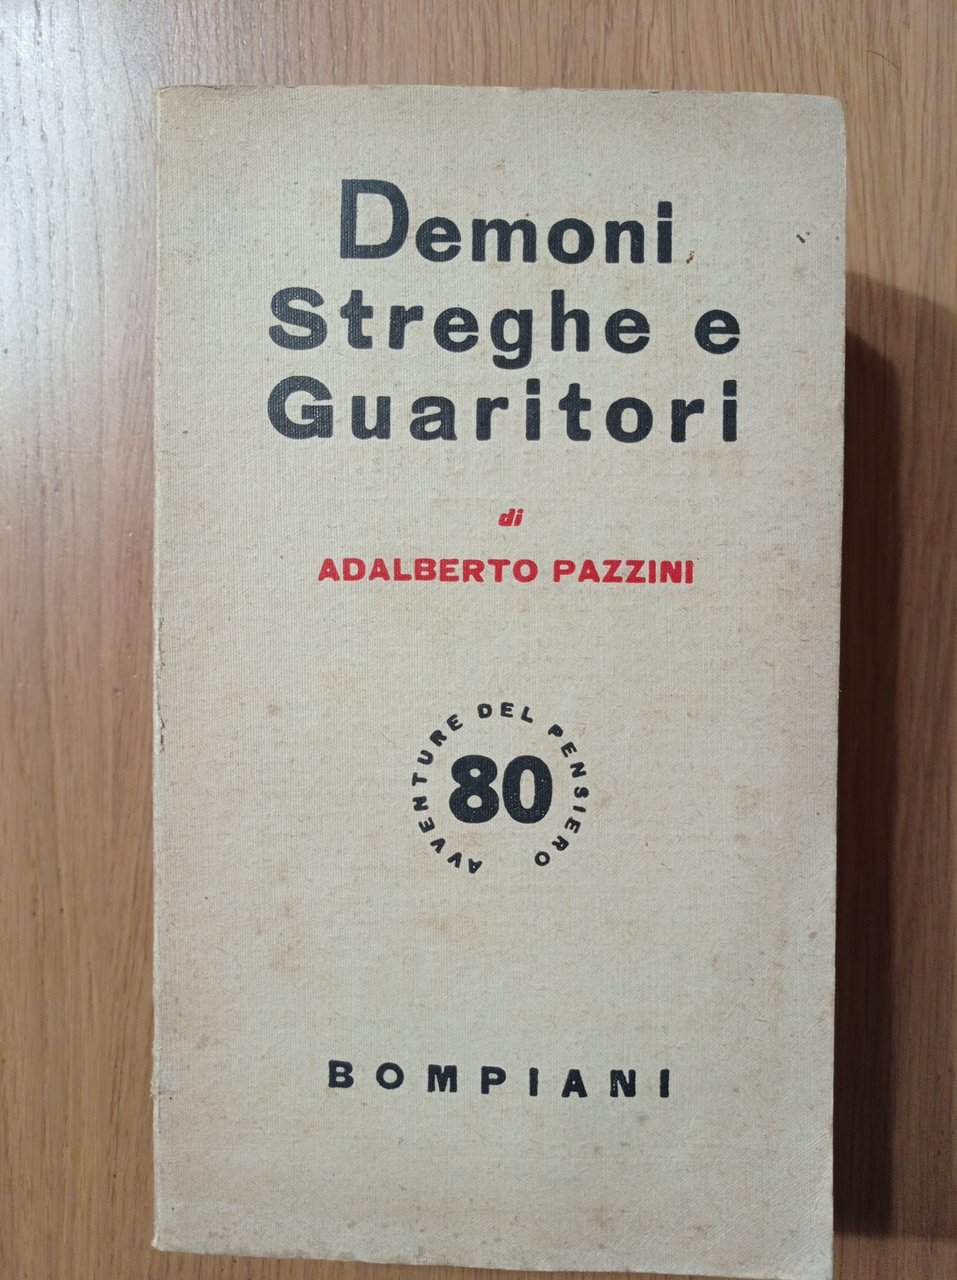 Demoni
Streghe e
Guaritori
di
ADALBERTO PAZZINI
AVVENTURE DEL PENSIERO
80
BOMPIANI